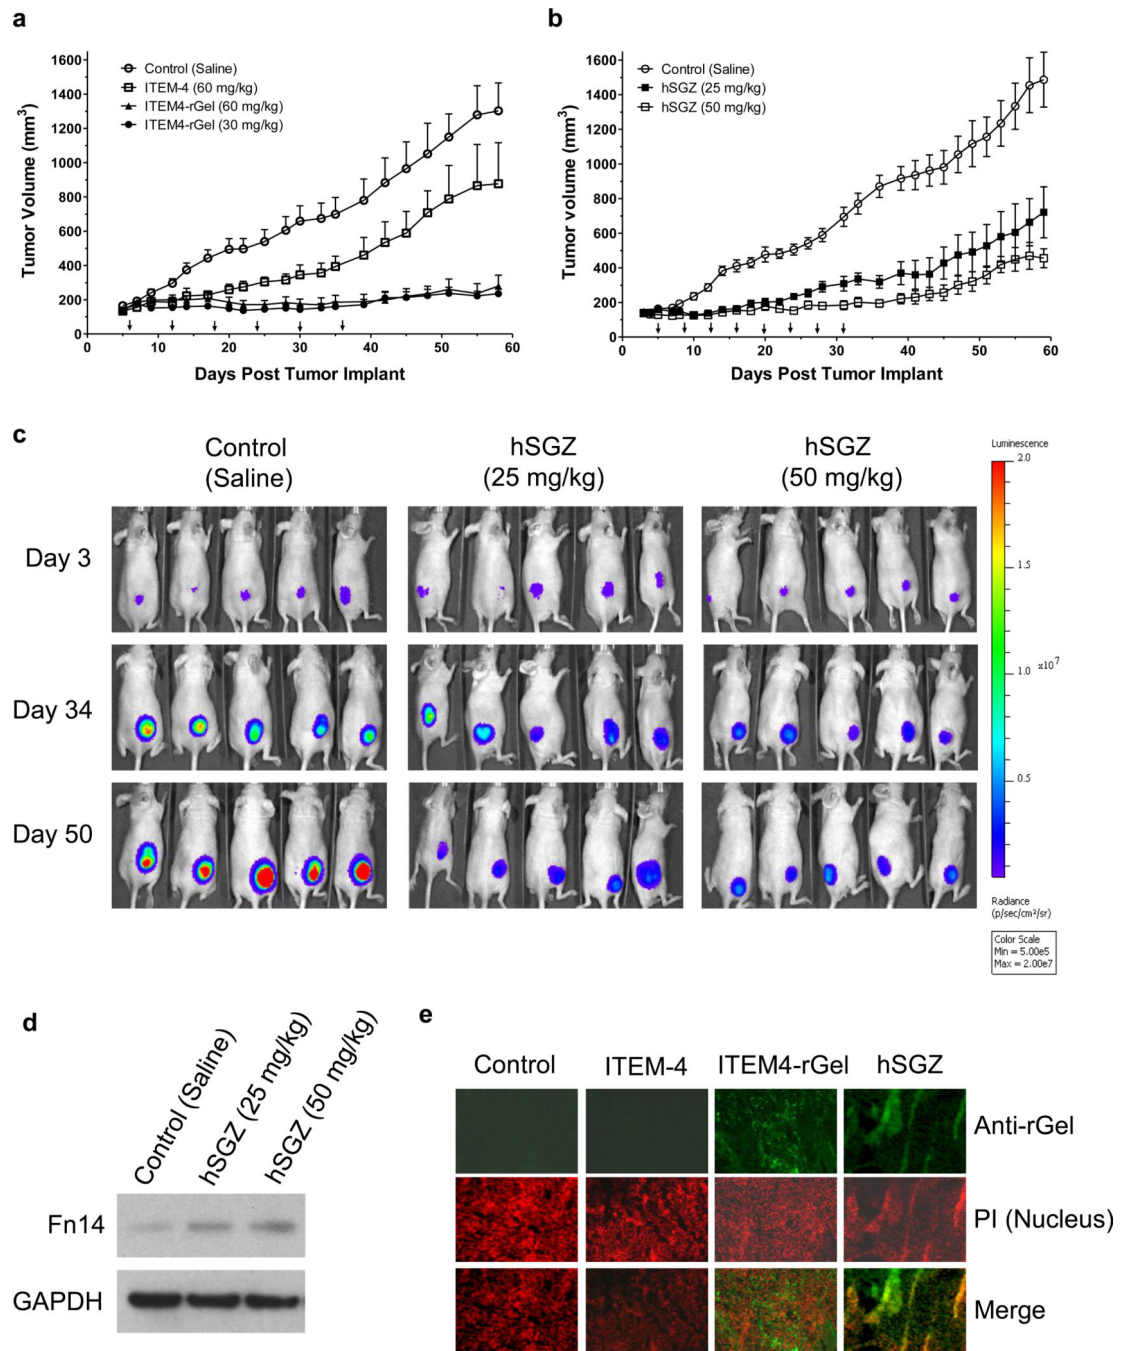 a
1600
1400
1200
1000
800
600
400
200
0
Tumor Volume (mm3)
Control (Saline)
ITEM-4 (60 mg/kg)
ITEM4-rGel (60 mg/kg)
ITEM4-rGel (30 mg/kg)
0 10 20 30 40 50 60
Days Post Tumor Implant
b
1600
1400
1200
1000
800
600
400
200
0
Tumor volume (mm3)
Control (Saline)
hSGZ (25 mg/kg)
hSGZ (50 mg/kg)
0 10 20 30 40 50 60
Days Post Tumor Implant
c
Control
(Saline)
hSGZ
(25 mg/kg)
hSGZ
(50 mg/kg)
Day 3
Day 34
Day 50
Luminescence
2.0
1.5
1.0 x10^7
0.5
Radiance
(p/sec/cm²/sr)
Color Scale
Min = 5.00e5
Max = 2.00e7
d
Control (Saline)
hSGZ (25 mg/kg)
hSGZ (50 mg/kg)
Fn14
GAPDH
e
Control ITEM-4 ITEM4-rGel hSGZ
Anti-rGel
PI (Nucleus)
Merge